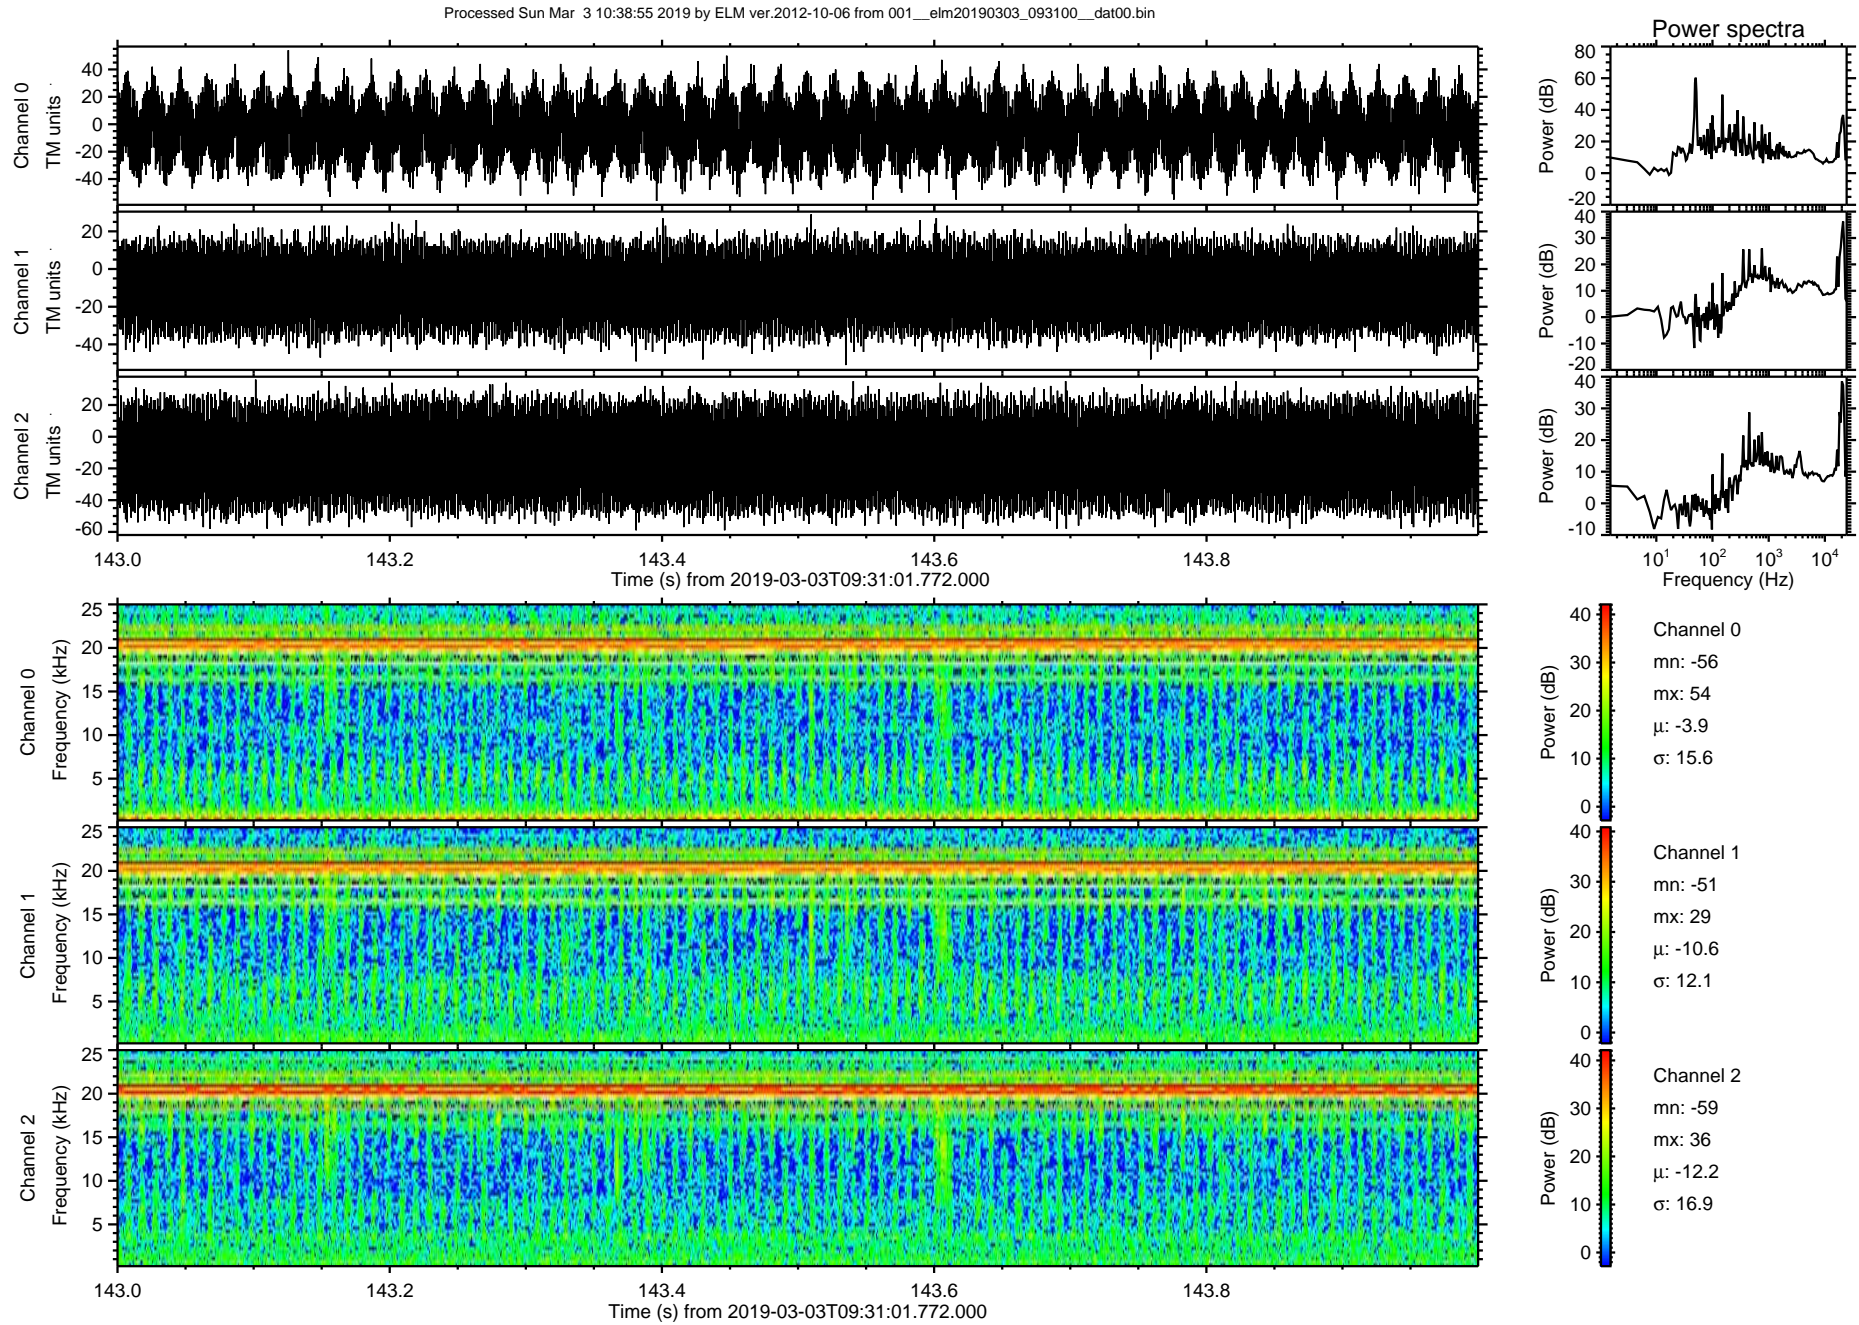 Processed Sun Mar  3 10:38:55 2019 by ELM ver.2012-10-06 from 001__elm20190303_093100__dat00.bin
Power spectra
Channel 0
TM units
40
20
0
-20
-40
Power (dB)
80
60
40
20
0
-20
Channel 1
TM units
20
0
-20
-40
Power (dB)
40
30
20
10
0
-10
-20
Channel 2
TM units
20
0
-20
-40
-60
Power (dB)
40
30
20
10
0
-10
143.0 143.2 143.4 143.6 143.8
Time (s) from 2019-03-03T09:31:01.772.000
10¹ 10² 10³ 10⁴
Frequency (Hz)
Channel 0
Frequency (kHz)
25
20
15
10
5
Power (dB)
40
30
20
10
0
Channel 0
mn: -56
mx: 54
μ: -3.9
σ: 15.6
Channel 1
Frequency (kHz)
25
20
15
10
5
Power (dB)
40
30
20
10
0
Channel 1
mn: -51
mx: 29
μ: -10.6
σ: 12.1
Channel 2
Frequency (kHz)
25
20
15
10
5
Power (dB)
40
30
20
10
0
Channel 2
mn: -59
mx: 36
μ: -12.2
σ: 16.9
143.0 143.2 143.4 143.6 143.8
Time (s) from 2019-03-03T09:31:01.772.000